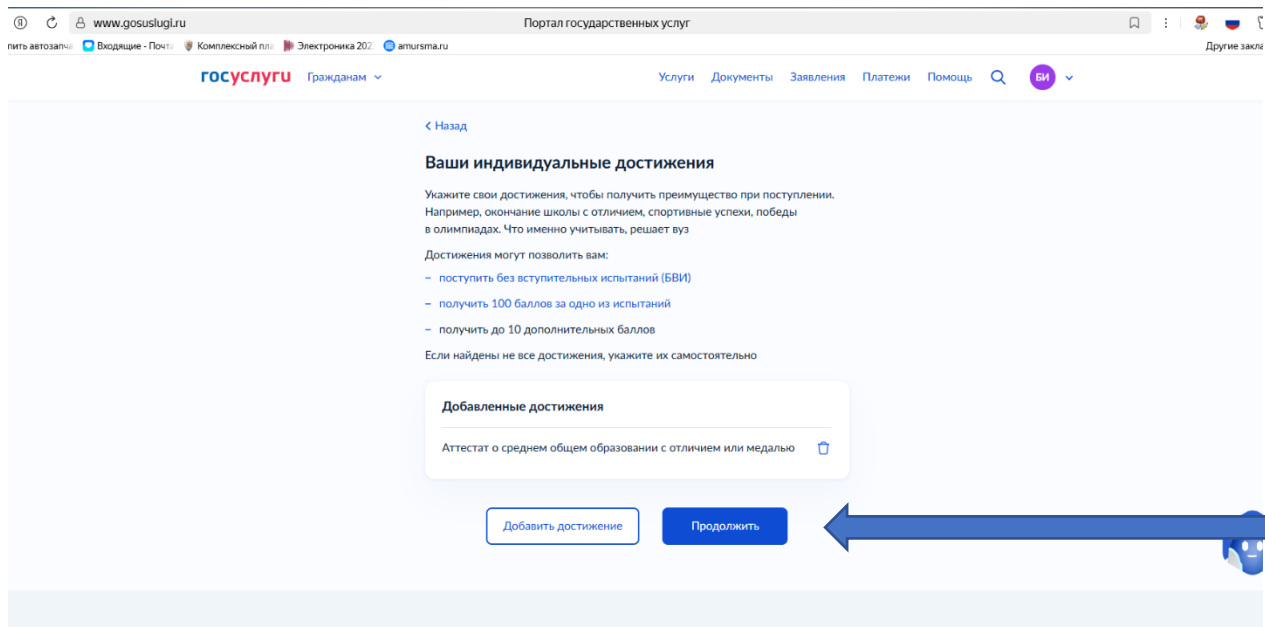 www.gosuslugi.ru
Портал государственных услуг
Входящие - Почта
Комплексный пла
Электроника 202
amursma.ru
Другие закла
госуслуги
Гражданам
Услуги Документы Заявления Платежи Помощь
БИ
Назад
Ваши индивидуальные достижения
Укажите свои достижения, чтобы получить преимущество при поступлении.
Например, окончание школы с отличием, спортивные успехи, победы
в олимпиадах. Что именно учитывать, решает вуз
Достижения могут позволить вам:
– поступить без вступительных испытаний (БВИ)
– получить 100 баллов за одно из испытаний
– получить до 10 дополнительных баллов
Если найдены не все достижения, укажите их самостоятельно
Добавленные достижения
Аттестат о среднем общем образовании с отличием или медалью
Добавить достижение
Продолжить